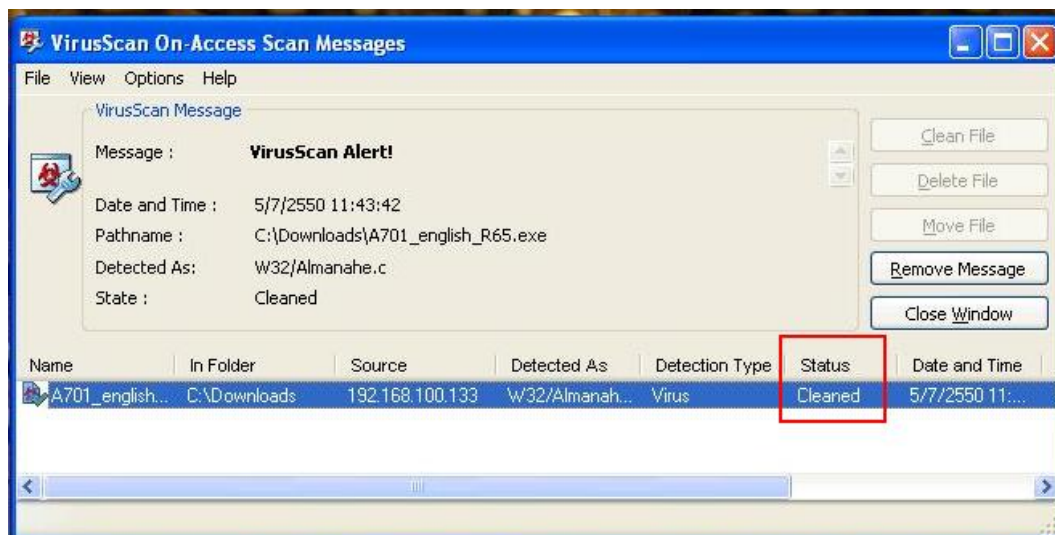 VirusScan On-Access Scan Messages
File View Options Help
VirusScan Message
Message : VirusScan Alert!
Date and Time : 5/7/2550 11:43:42
Pathname : C:\Downloads\A701_english_R65.exe
Detected As: W32/Almanahe.c
State : Cleaned
Clean File
Delete File
Move File
Remove Message
Close Window
Name In Folder Source Detected As Detection Type Status Date and Time
A701_english... C:\Downloads 192.168.100.133 W32/Almanah... Virus Cleaned 5/7/2550 11:...